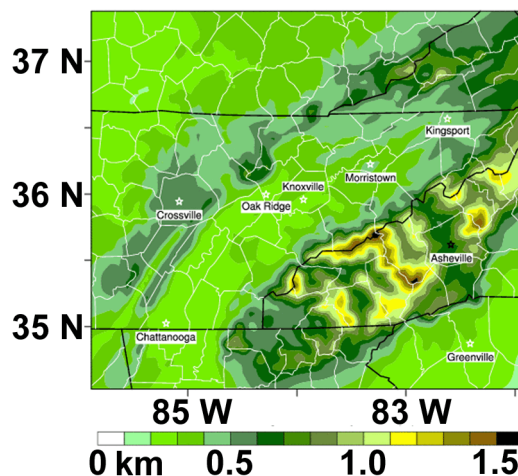 37 N
Kingsport
36 N
Knoxville
Morristown
Oak Ridge
Crossville
Asheville
35 N
Chattanooga
Greenville
85 W 83 W
0 km 0.5 1.0 1.5